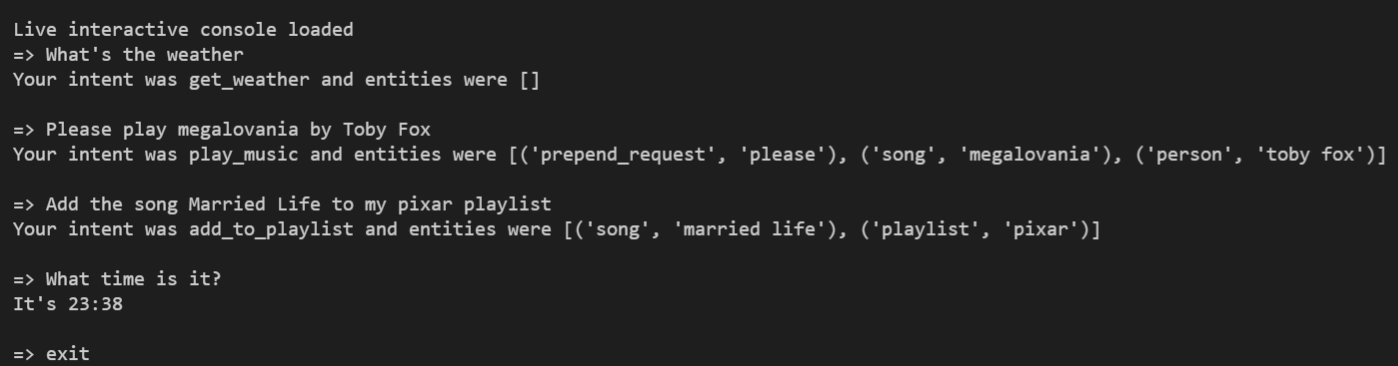 Live interactive console loaded
=> What's the weather
Your intent was get_weather and entities were []
=> Please play megalovania by Toby Fox
Your intent was play_music and entities were [('prepend_request', 'please'), ('song', 'megalovania'), ('person', 'toby fox')]
=> Add the song Married Life to my pixar playlist
Your intent was add_to_playlist and entities were [('song', 'married life'), ('playlist', 'pixar')]
=> What time is it?
It's 23:38
=> exit